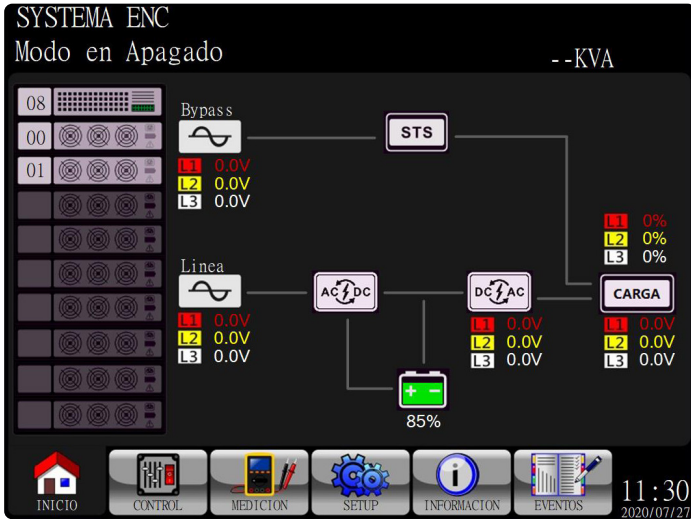 SYSTEMA ENC
Modo en Apagado
--KVA
08
00
01
Bypass
L1 0.0V
L2 0.0V
L3 0.0V
STS
L1 0%
L2 0%
L3 0%
Linea
L1 0.0V
L2 0.0V
L3 0.0V
AC DC
DC AC
L1 0.0V
L2 0.0V
L3 0.0V
CARGA
L1 0.0V
L2 0.0V
L3 0.0V
+ -
85%
INICIO
CONTROL
MEDICION
SETUP
INFORMACION
EVENTOS
11:30
2020/07/27